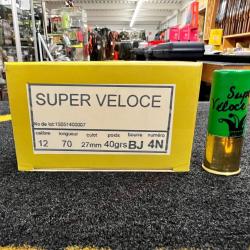 SUPER VELOCE
No de lot:15051400007
calibre longueur culot poids bourre numéro
12 70 27mm 40grs BJ 4N
Super
Veloce